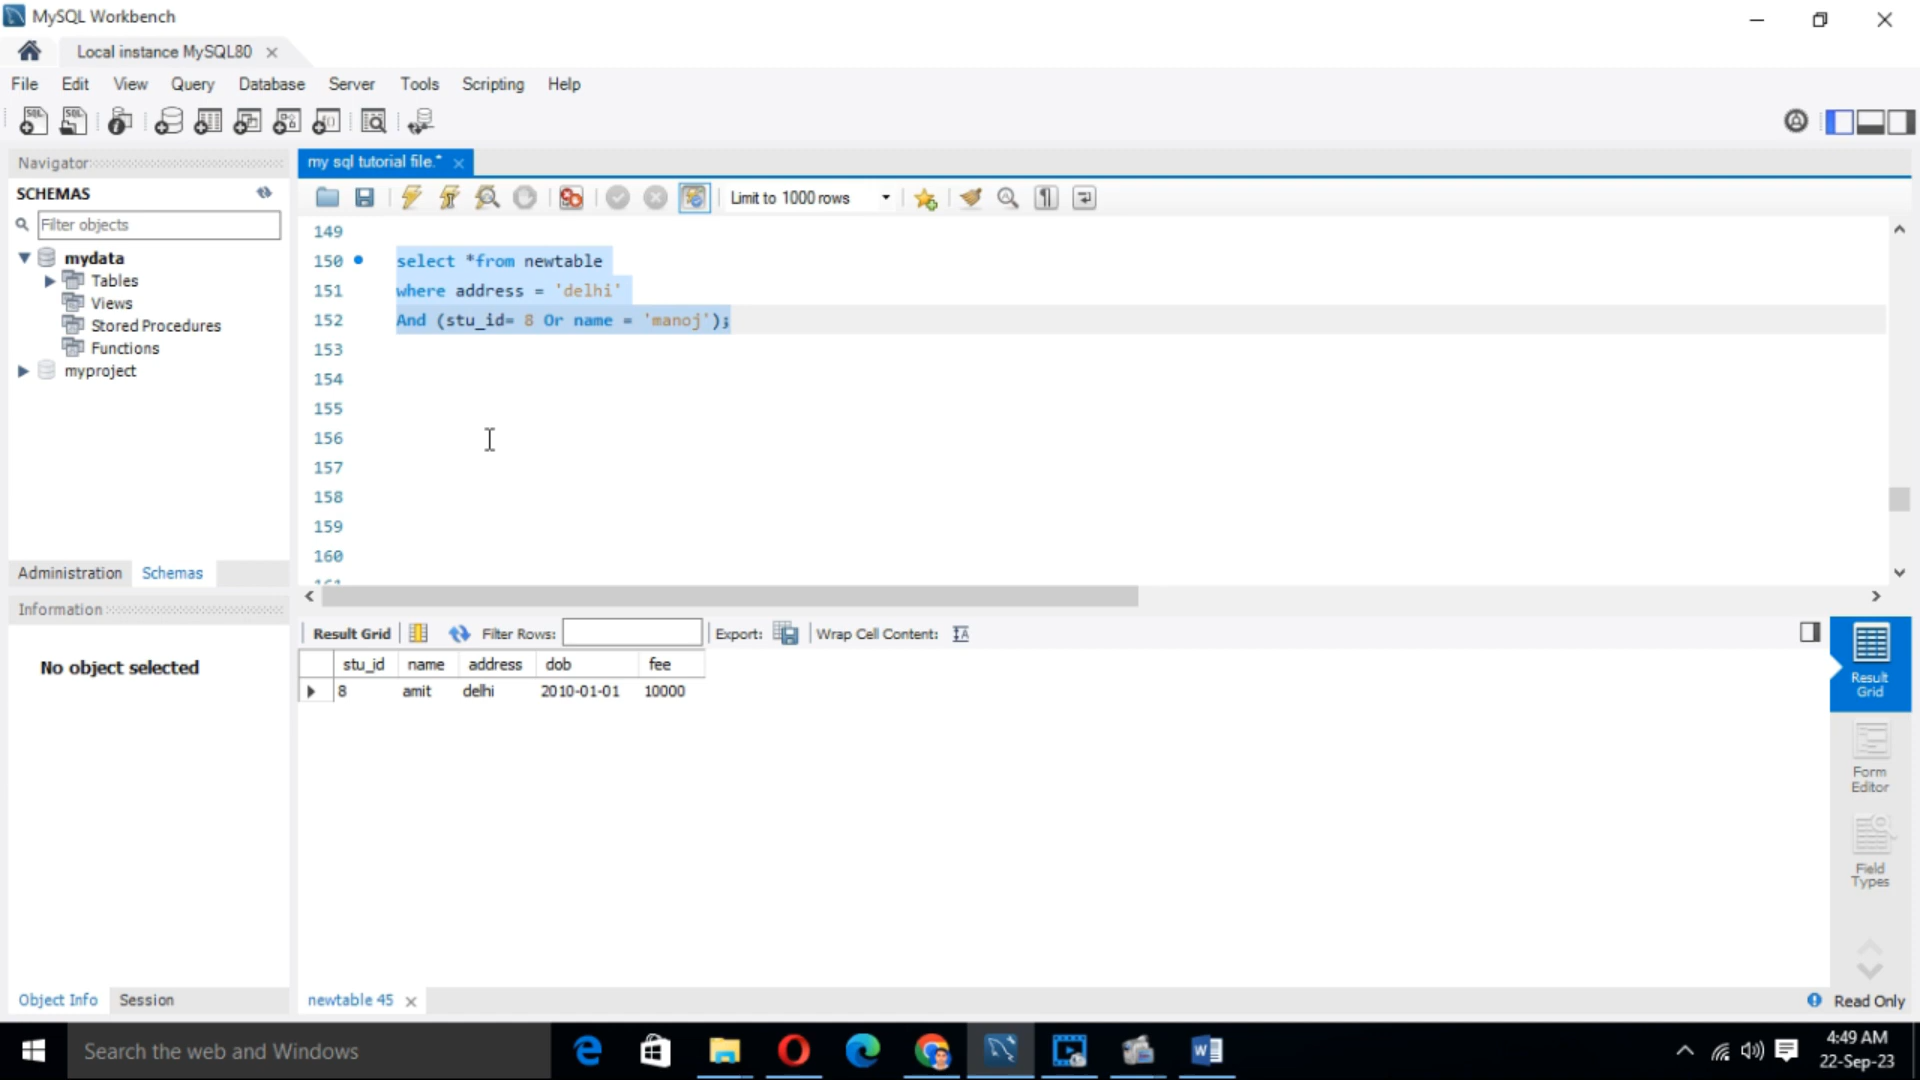 MySQL Workbench
Local instance MySQL80
File Edit View Query Database Server Tools Scripting Help
Navigator
SCHEMAS
Filter objects
mydata
Tables
Views
Stored Procedures
Functions
myproject
Administration Schemas
Information
No object selected
Object Info Session
my sql tutorial file.*
Limit to 1000 rows
149
150 select *from newtable
151 where address = 'delhi'
152 And (stu_id= 8 Or name = 'manoj');
153
154
155
156
157
158
159
160
161
Result Grid Filter Rows: Export: Wrap Cell Content:
stu_id name address dob fee
8 amit delhi 2010-01-01 10000
Result
Grid
Form
Editor
Field
Types
newtable 45
Read Only
Search the web and Windows
4:49 AM
22-Sep-23